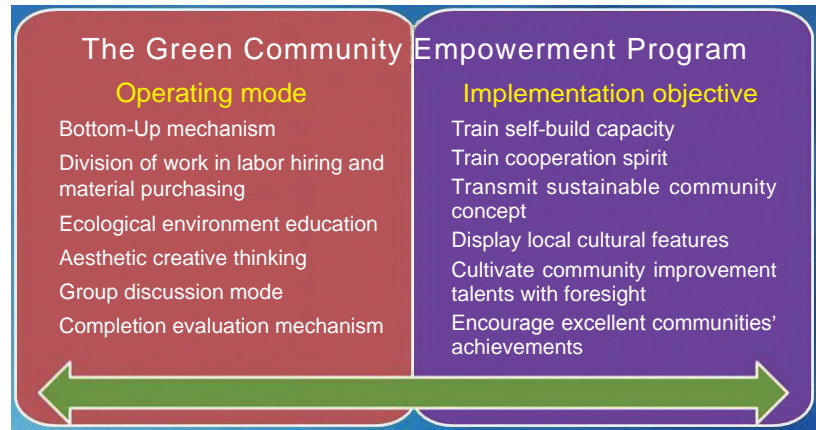 The Green Community Empowerment Program
Operating mode
Bottom-Up mechanism
Division of work in labor hiring and
material purchasing
Ecological environment education
Aesthetic creative thinking
Group discussion mode
Completion evaluation mechanism
Implementation objective
Train self-build capacity
Train cooperation spirit
Transmit sustainable community
concept
Display local cultural features
Cultivate community improvement
talents with foresight
Encourage excellent communities’
achievements